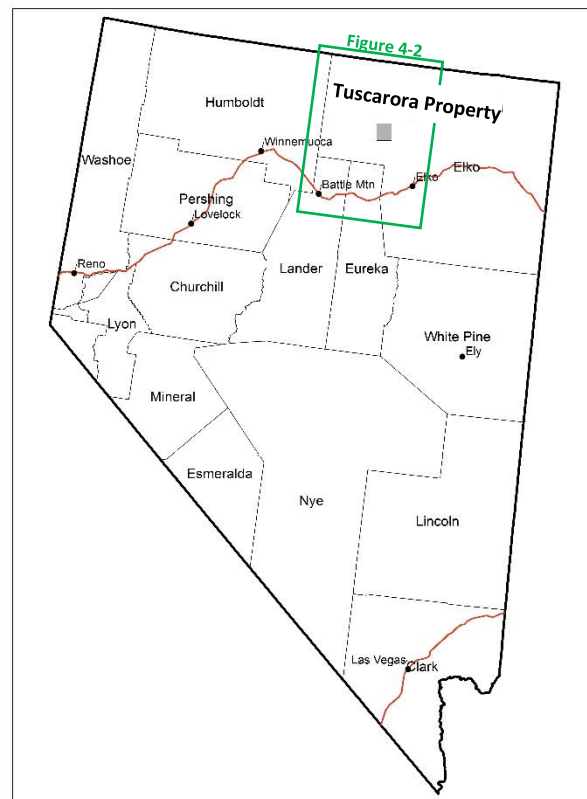 Figure 4-2
Tuscarora Property
Humboldt
Winnemuoca
Washoe
Elko
Elko
Battle Mtn
Pershing
Lovelock
Reno
Lander
Eureka
Churchill
Lyon
White Pine
Ely
Mineral
Esmeralda
Nye
Lincoln
Las Vegas
Clark